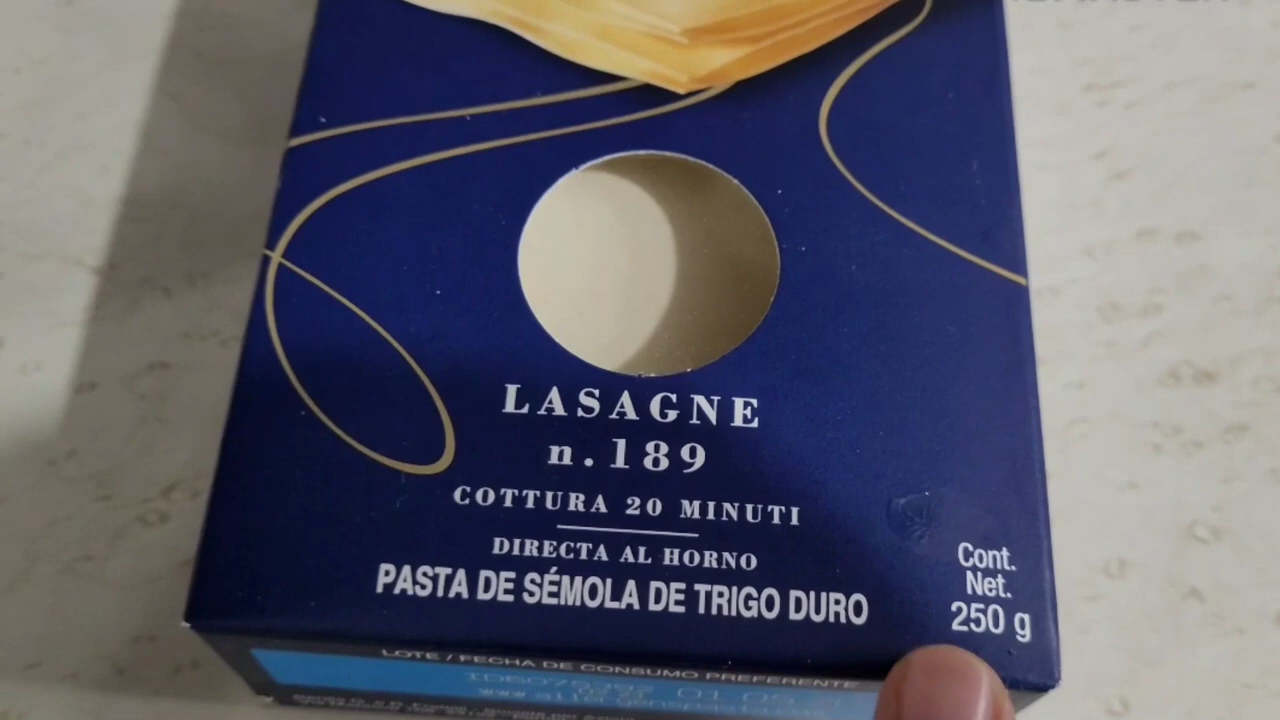 LASAGNE
n.189
COTTURA 20 MINUTI
DIRECTA AL HORNO
PASTA DE SÉMOLA DE TRIGO DURO
Cont.
Net.
250 g
LOTE / FECHA DE CONSUMO PREFERENTE